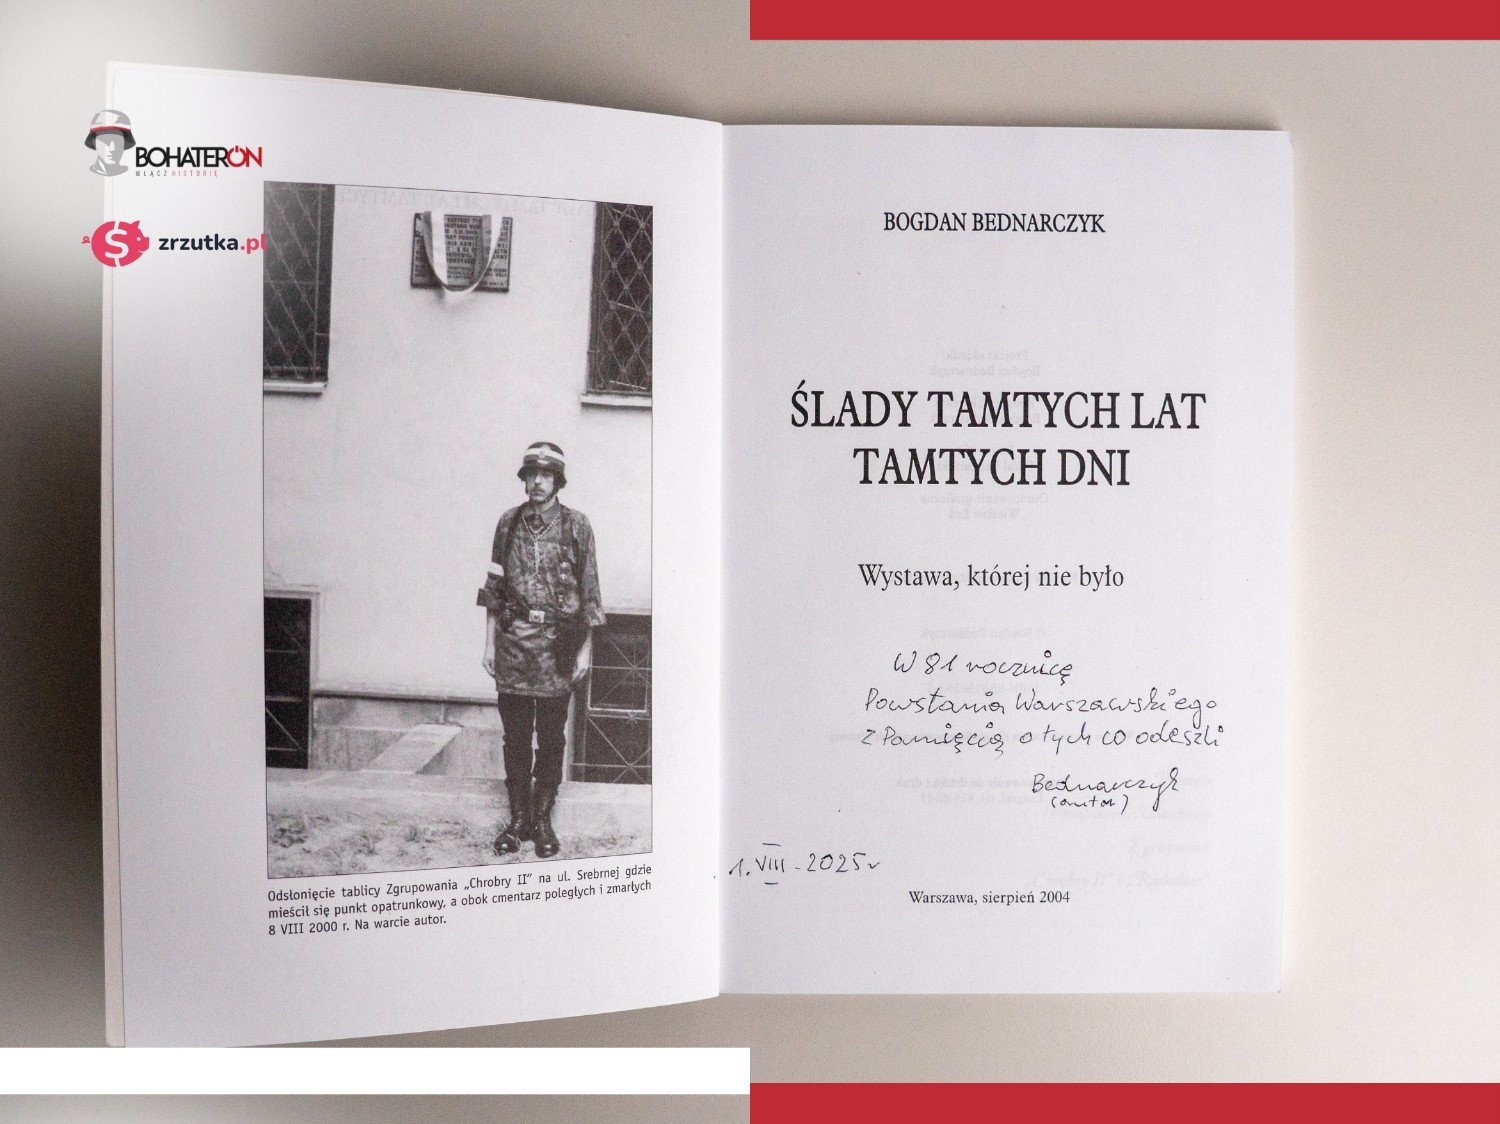 BOHATERON
WŁĄCZ HISTORIĘ
zrzutka.pl
Odsłonięcie tablicy Zgrupowania „Chrobry II” na ul. Srebrnej gdzie
mieścił się punkt opatrunkowy, a obok cmentarz poległych i zmarłych
8 VIII 2000 r. Na warcie autor.
BOGDAN BEDNARCZYK
ŚLADY TAMTYCH LAT
TAMTYCH DNI
Wystawa, której nie było
W 81 rocznicę
Powstania Warszawskiego
z Pamięcią o tych co odeszli
Bednarczyk
(autor)
1. VIII - 2025 r
Warszawa, sierpień 2004